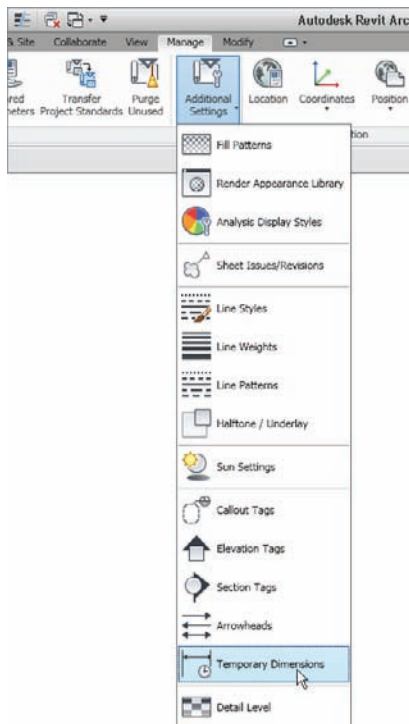 Autodesk Revit Arc
& Site Collaborate View Manage Modify
Transfer Project Standards
Purge Unused
Additional Settings
Location
Coordinates
Position
Fill Patterns
Render Appearance Library
Analysis Display Styles
Sheet Issues/Revisions
Line Styles
Line Weights
Line Patterns
Halftone / Underlay
Sun Settings
Callout Tags
Elevation Tags
Section Tags
Arrowheads
Temporary Dimensions
Detail Level